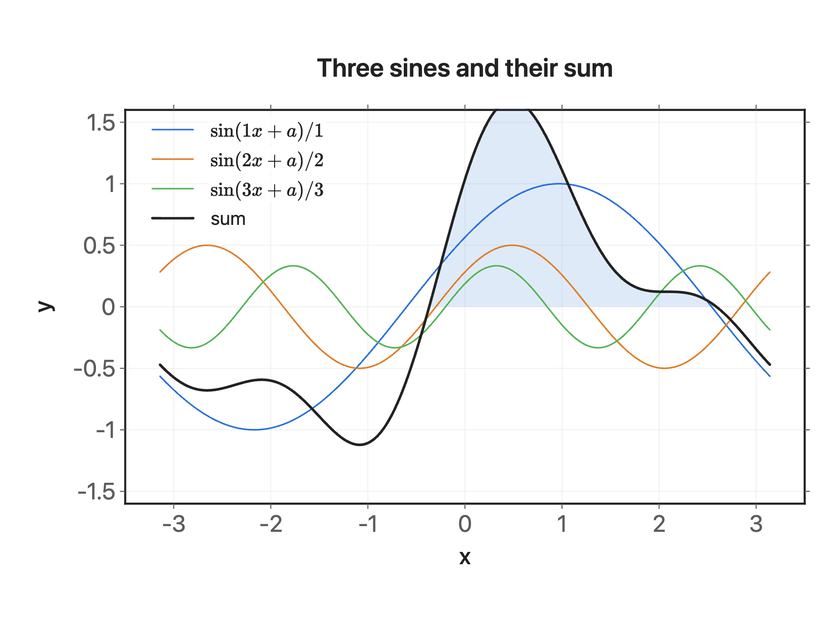 Three sines and their sum
sin(1x + a)/1
sin(2x + a)/2
sin(3x + a)/3
sum
1.5
1
0.5
0
-0.5
-1
-1.5
y
-3 -2 -1 0 1 2 3
x